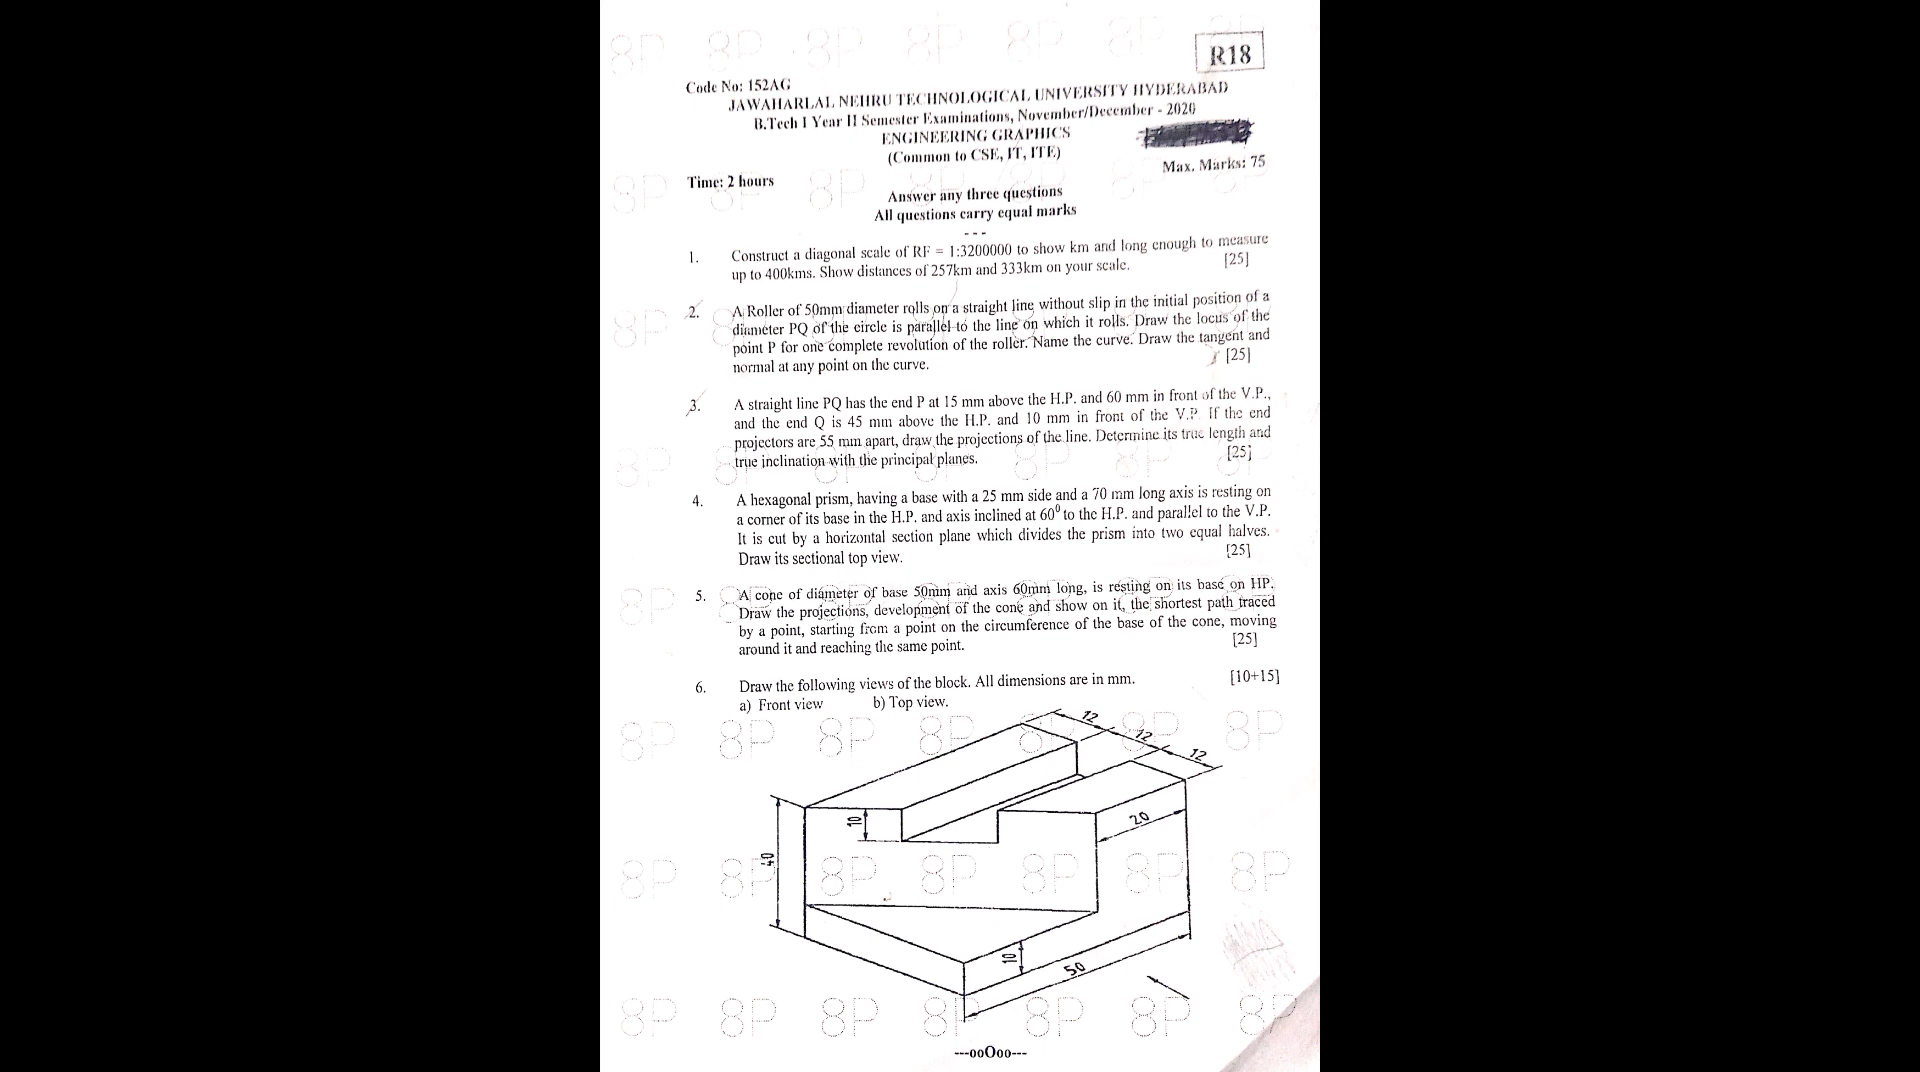 R18
Code No: 152AG
JAWAHARLAL NEHRU TECHNOLOGICAL UNIVERSITY HYDERABAD
B.Tech I Year II Semester Examinations, November/December - 2020
ENGINEERING GRAPHICS
(Common to CSE, IT, ITE)
Time: 2 hours
Max. Marks: 75
Answer any three questions
All questions carry equal marks
---
1. Construct a diagonal scale of RF = 1:3200000 to show km and long enough to measure
up to 400kms. Show distances of 257km and 333km on your scale. [25]
2. A Roller of 50mm diameter rolls on a straight line without slip in the initial position of a
diameter PQ of the circle is parallel to the line on which it rolls. Draw the locus of the
point P for one complete revolution of the roller. Name the curve. Draw the tangent and
normal at any point on the curve. [25]
3. A straight line PQ has the end P at 15 mm above the H.P. and 60 mm in front of the V.P.,
and the end Q is 45 mm above the H.P. and 10 mm in front of the V.P. If the end
projectors are 55 mm apart, draw the projections of the line. Determine its true length and
true inclination with the principal planes. [25]
4. A hexagonal prism, having a base with a 25 mm side and a 70 mm long axis is resting on
a corner of its base in the H.P. and axis inclined at 60⁰ to the H.P. and parallel to the V.P.
It is cut by a horizontal section plane which divides the prism into two equal halves.
Draw its sectional top view. [25]
5. A cone of diameter of base 50mm and axis 60mm long, is resting on its base on HP.
Draw the projections, development of the cone and show on it, the shortest path traced
by a point, starting from a point on the circumference of the base of the cone, moving
around it and reaching the same point. [25]
6. Draw the following views of the block. All dimensions are in mm. [10+15]
a) Front view b) Top view.
12
12
12
10
20
40
10
50
---ooOoo---